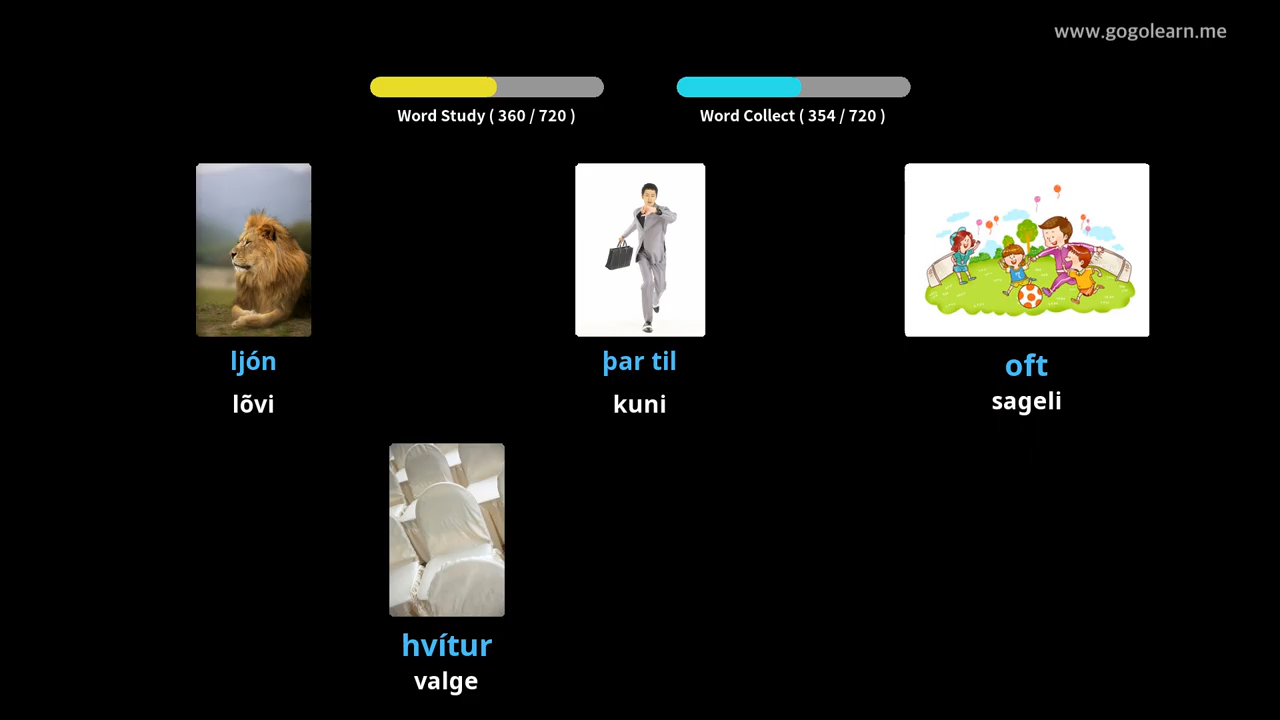 www.gogolearn.me
Word Study ( 360 / 720 )
Word Collect ( 354 / 720 )
ljón
lõvi
þar til
kuni
oft
sageli
hvítur
valge